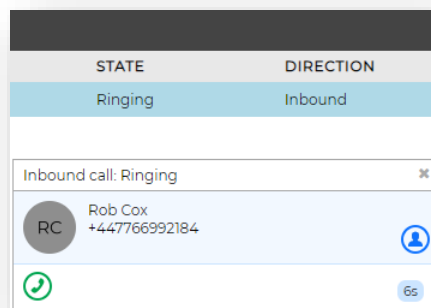 STATE DIRECTION
Ringing Inbound
Inbound call: Ringing
RC
Rob Cox
+447766992184
6s